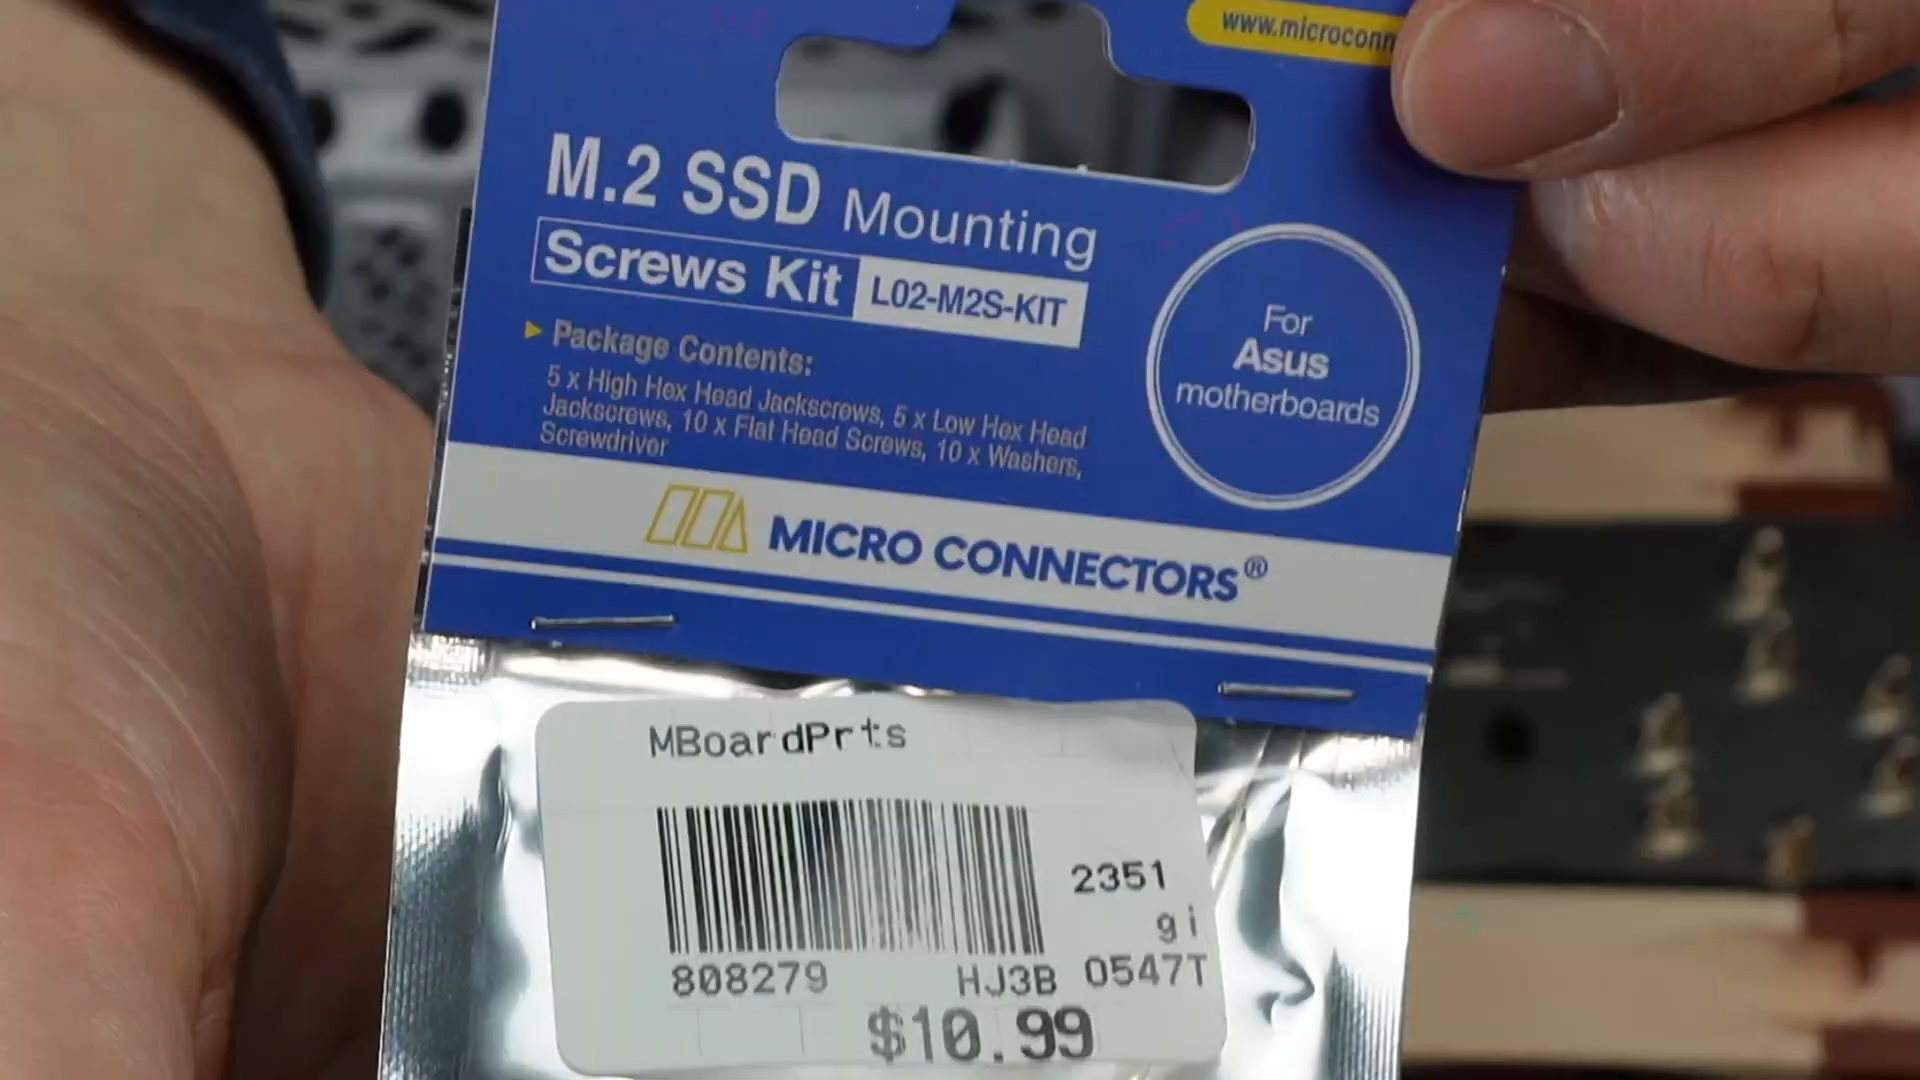 www.microconn
M.2 SSD Mounting
Screws Kit L02-M2S-KIT
For
Asus
motherboards
Package Contents:
5 x High Hex Head Jackscrews, 5 x Low Hex Head
Jackscrews, 10 x Flat Head Screws, 10 x Washers,
Screwdriver
MICRO CONNECTORS®
MBoardPrts
2351
gi
808279 HJ3B 0547T
$10.99